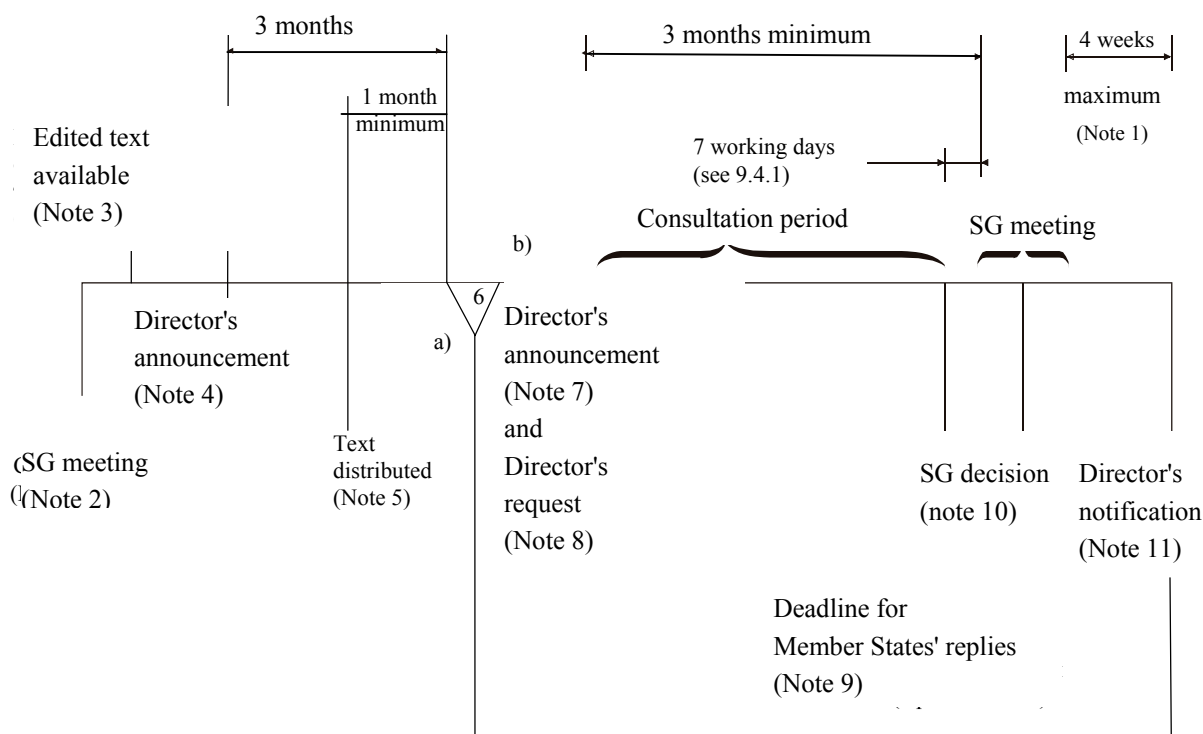 3 months
3 months minimum
4 weeks
maximum
(Note 1)
1 month
minimum
Edited text
available
(Note 3)
7 working days
(see 9.4.1)
Consultation period
SG meeting
b)
6
a)
Director's
announcement
(Note 4)
Director's
announcement
(Note 7)
and
Director's
request
(Note 8)
SG meeting
(Note 2)
Text
distributed
(Note 5)
SG decision
(note 10)
Director's
notification
(Note 11)
Deadline for
Member States' replies
(Note 9)